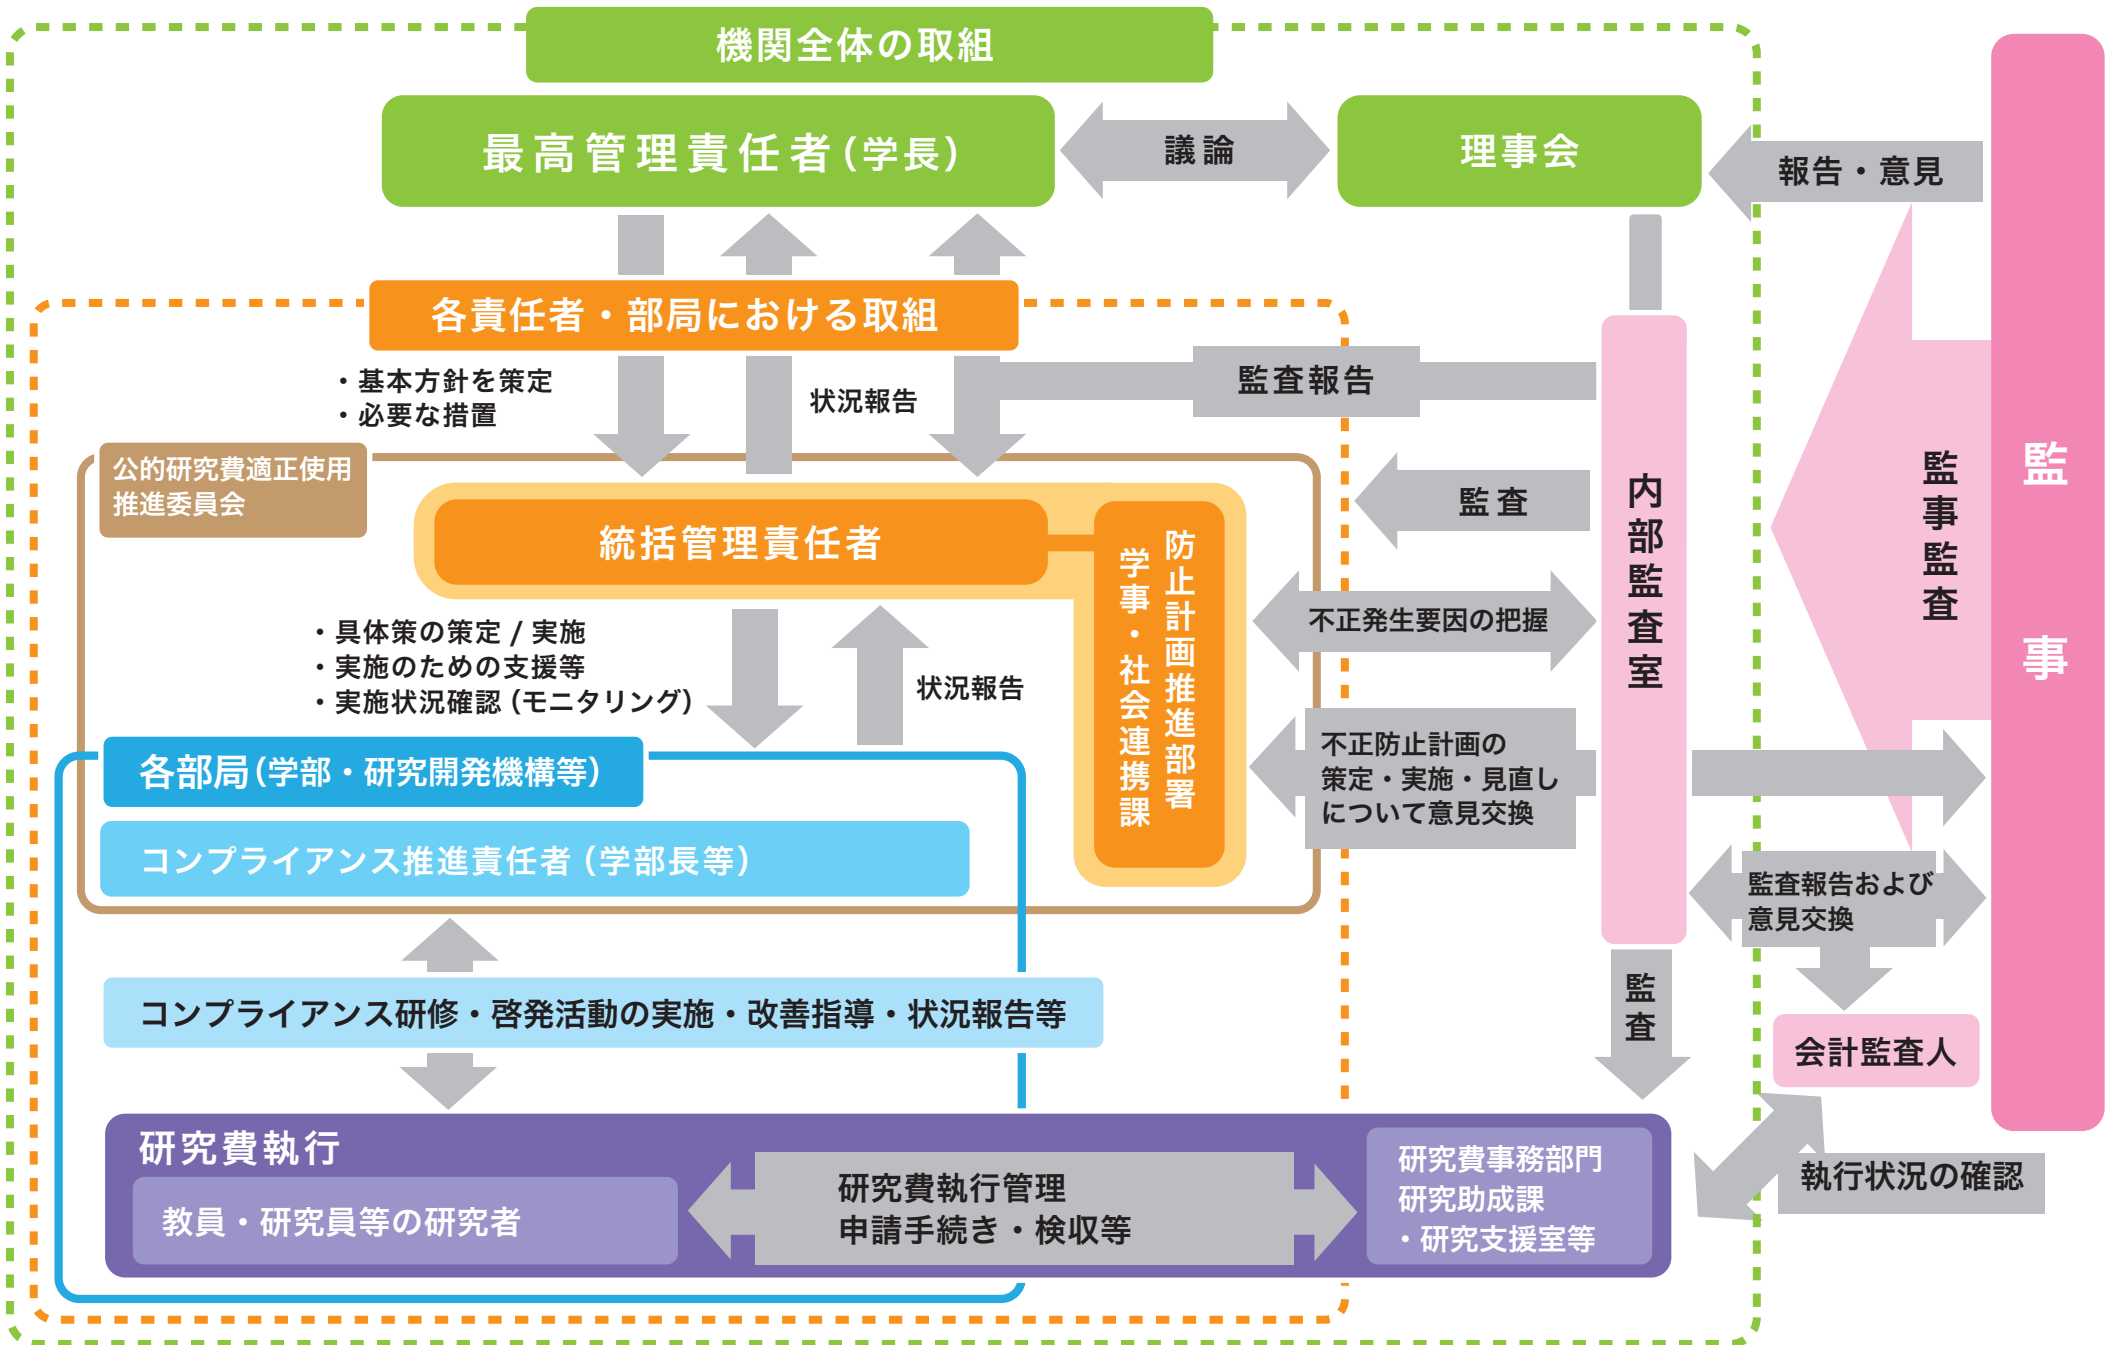 機関全体の取組
最高管理責任者（学長）
議論
理事会
報告・意見
各責任者・部局における取組
・基本方針を策定
・必要な措置
状況報告
監査報告
公的研究費適正使用
推進委員会
監査
統括管理責任者
防止計画推進部署
学事・社会連携課
内部監査室
監事監査
監事
不正発生要因の把握
・具体策の策定 / 実施
・実施のための支援等
・実施状況確認（モニタリング）
状況報告
不正防止計画の
策定・実施・見直し
について意見交換
各部局（学部・研究開発機構等）
コンプライアンス推進責任者（学部長等）
監査報告および
意見交換
コンプライアンス研修・啓発活動の実施・改善指導・状況報告等
監査
会計監査人
研究費執行
教員・研究員等の研究者
研究費執行管理
申請手続き・検収等
研究費事務部門
研究助成課
・研究支援室等
執行状況の確認